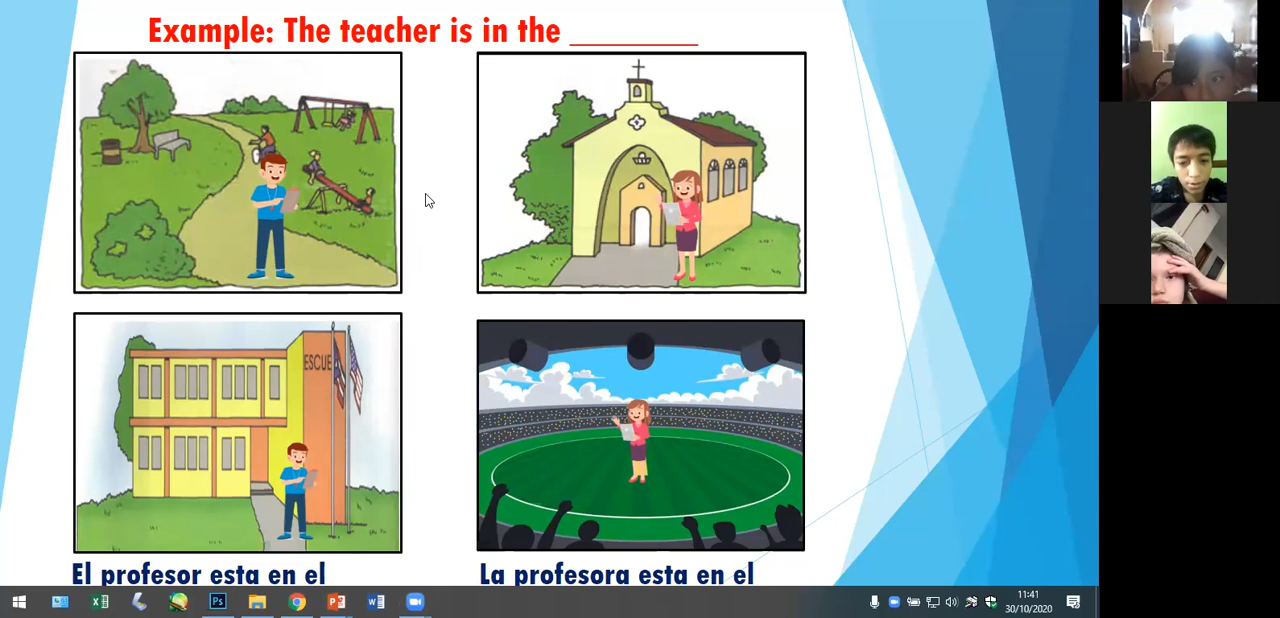 Example: The teacher is in the ________
ESCUE
El profesor esta en el
La profesora esta en el
Ps
11:41
30/10/2020